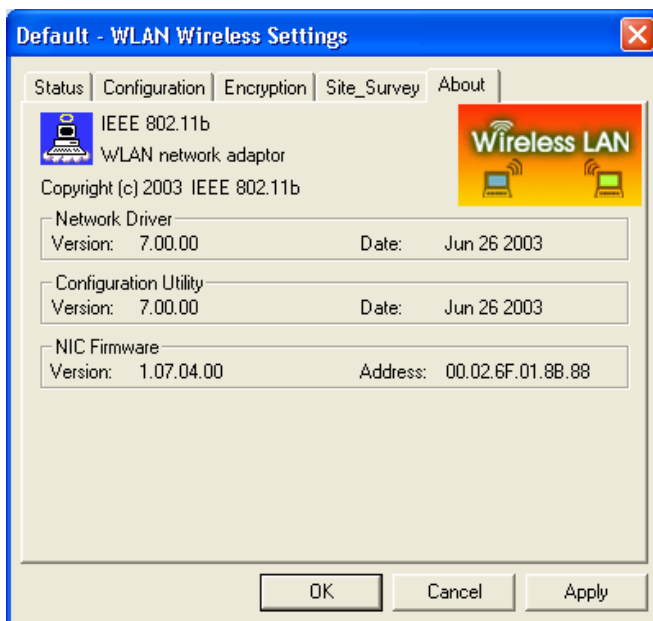 Default - WLAN Wireless Settings
Status Configuration Encryption Site_Survey About
IEEE 802.11b
WLAN network adaptor
Wireless LAN
Copyright (c) 2003 IEEE 802.11b
Network Driver
Version: 7.00.00 Date: Jun 26 2003
Configuration Utility
Version: 7.00.00 Date: Jun 26 2003
NIC Firmware
Version: 1.07.04.00 Address: 00.02.6F.01.8B.88
OK Cancel Apply